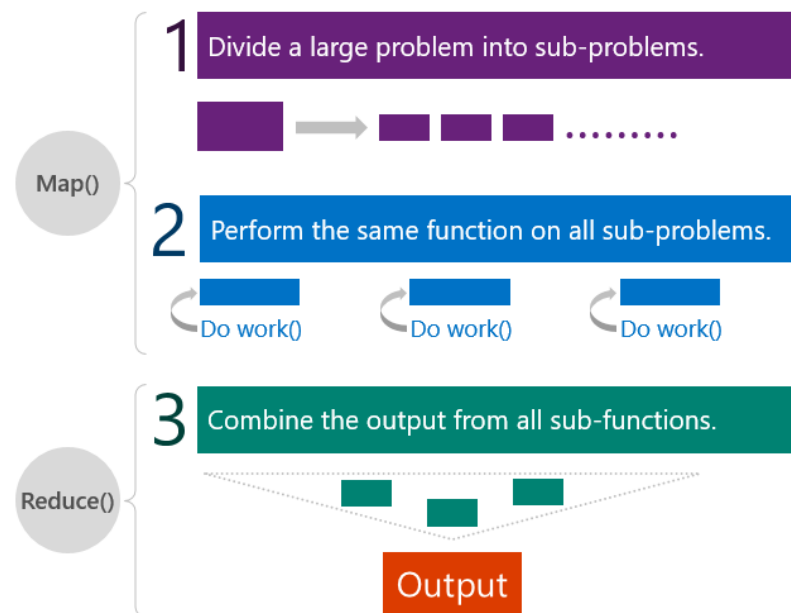 1 Divide a large problem into sub-problems.
Map()
2 Perform the same function on all sub-problems.
Do work() Do work() Do work()
3 Combine the output from all sub-functions.
Reduce()
Output